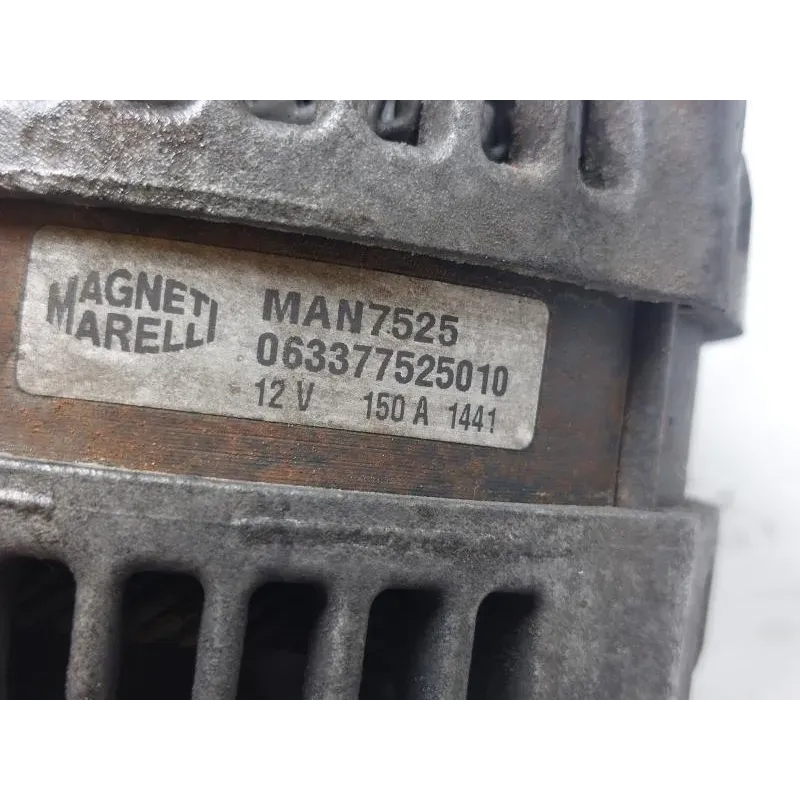 MAGNETI
MARELLI
MAN7525
063377525010
12 V 150 A 1441